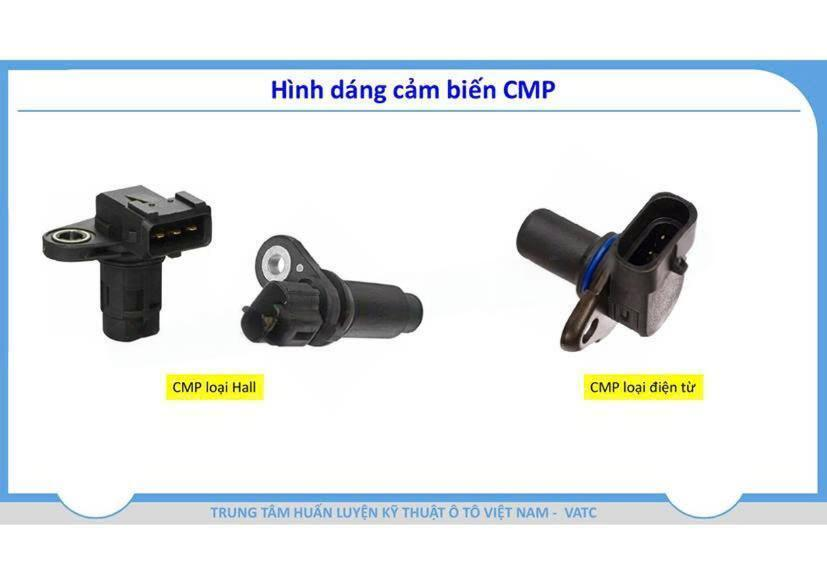 Hình dáng cảm biến CMP
CMP loại Hall
CMP loại điện từ
TRUNG TÂM HUẤN LUYỆN KỸ THUẬT Ô TÔ VIỆT NAM - VATC